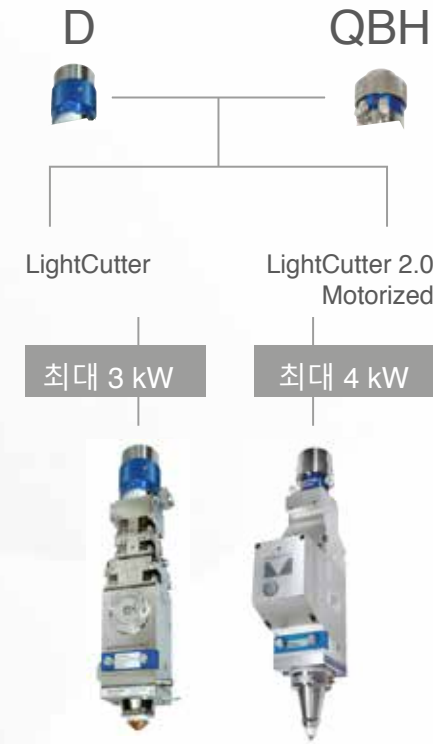 D
QBH
LightCutter
LightCutter 2.0
Motorized
최대 3 kW
최대 4 kW